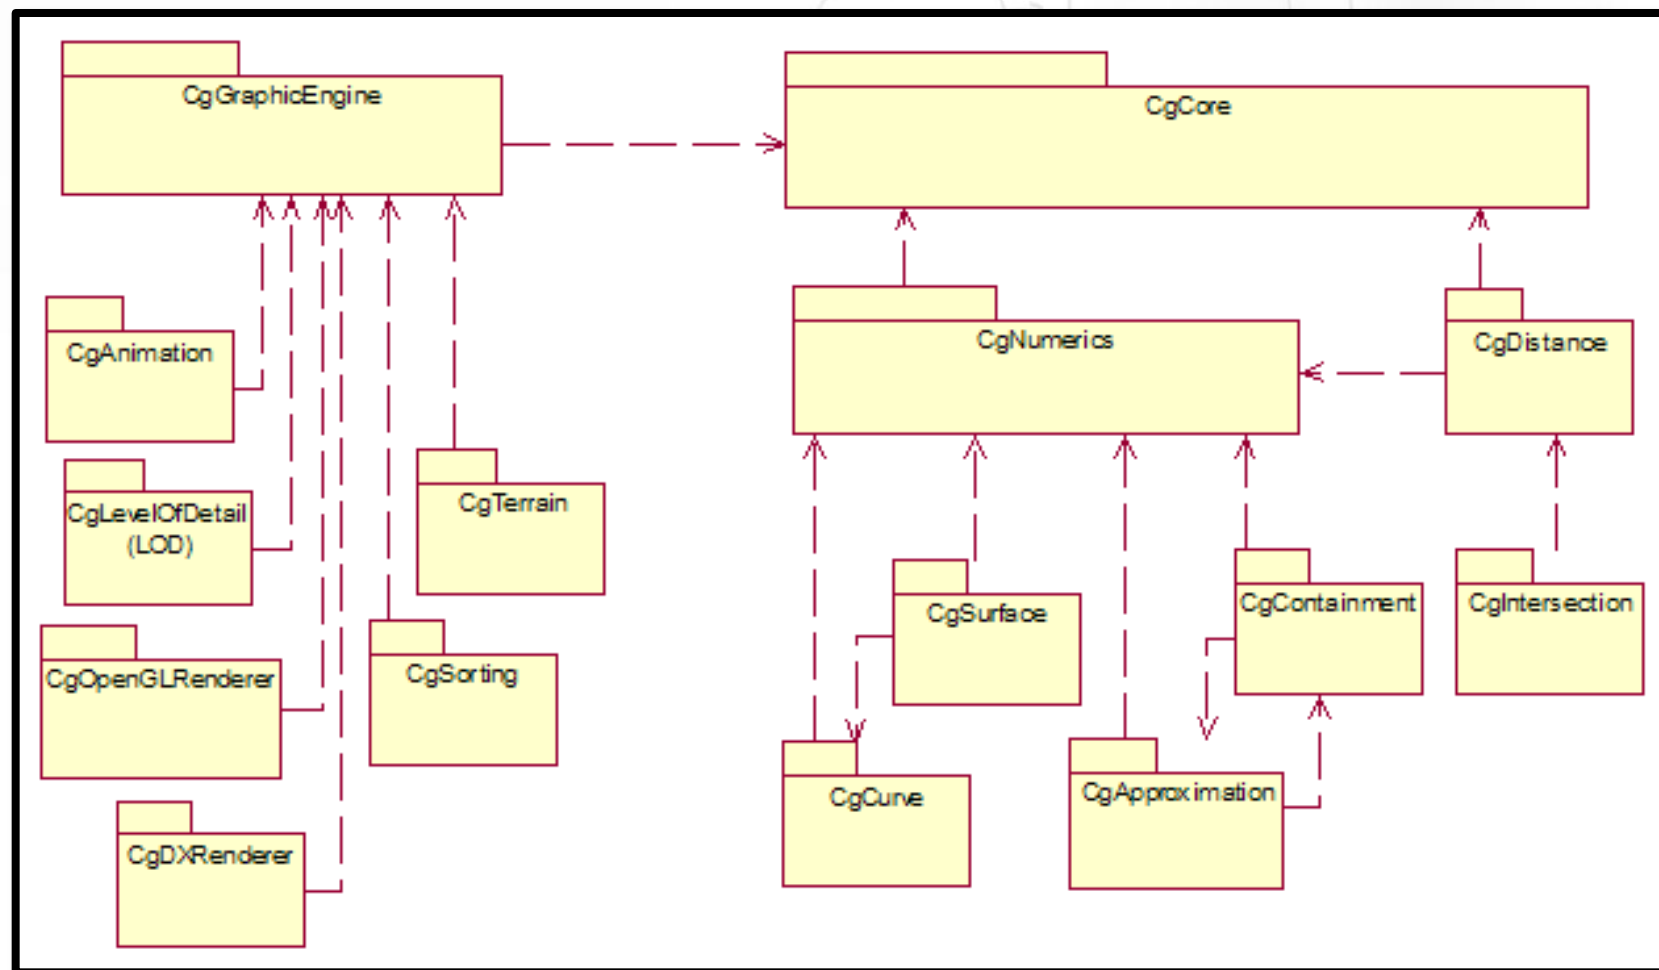 CgGraphicEngine
CgCore
CgAnimation
CgNumerics
CgDistance
CgLevelOfDetail
(LOD)
CgTerrain
CgSurface
CgContainment
CgIntersection
CgOpenGLRenderer
CgSorting
CgCurve
CgApproximation
CgDXRenderer